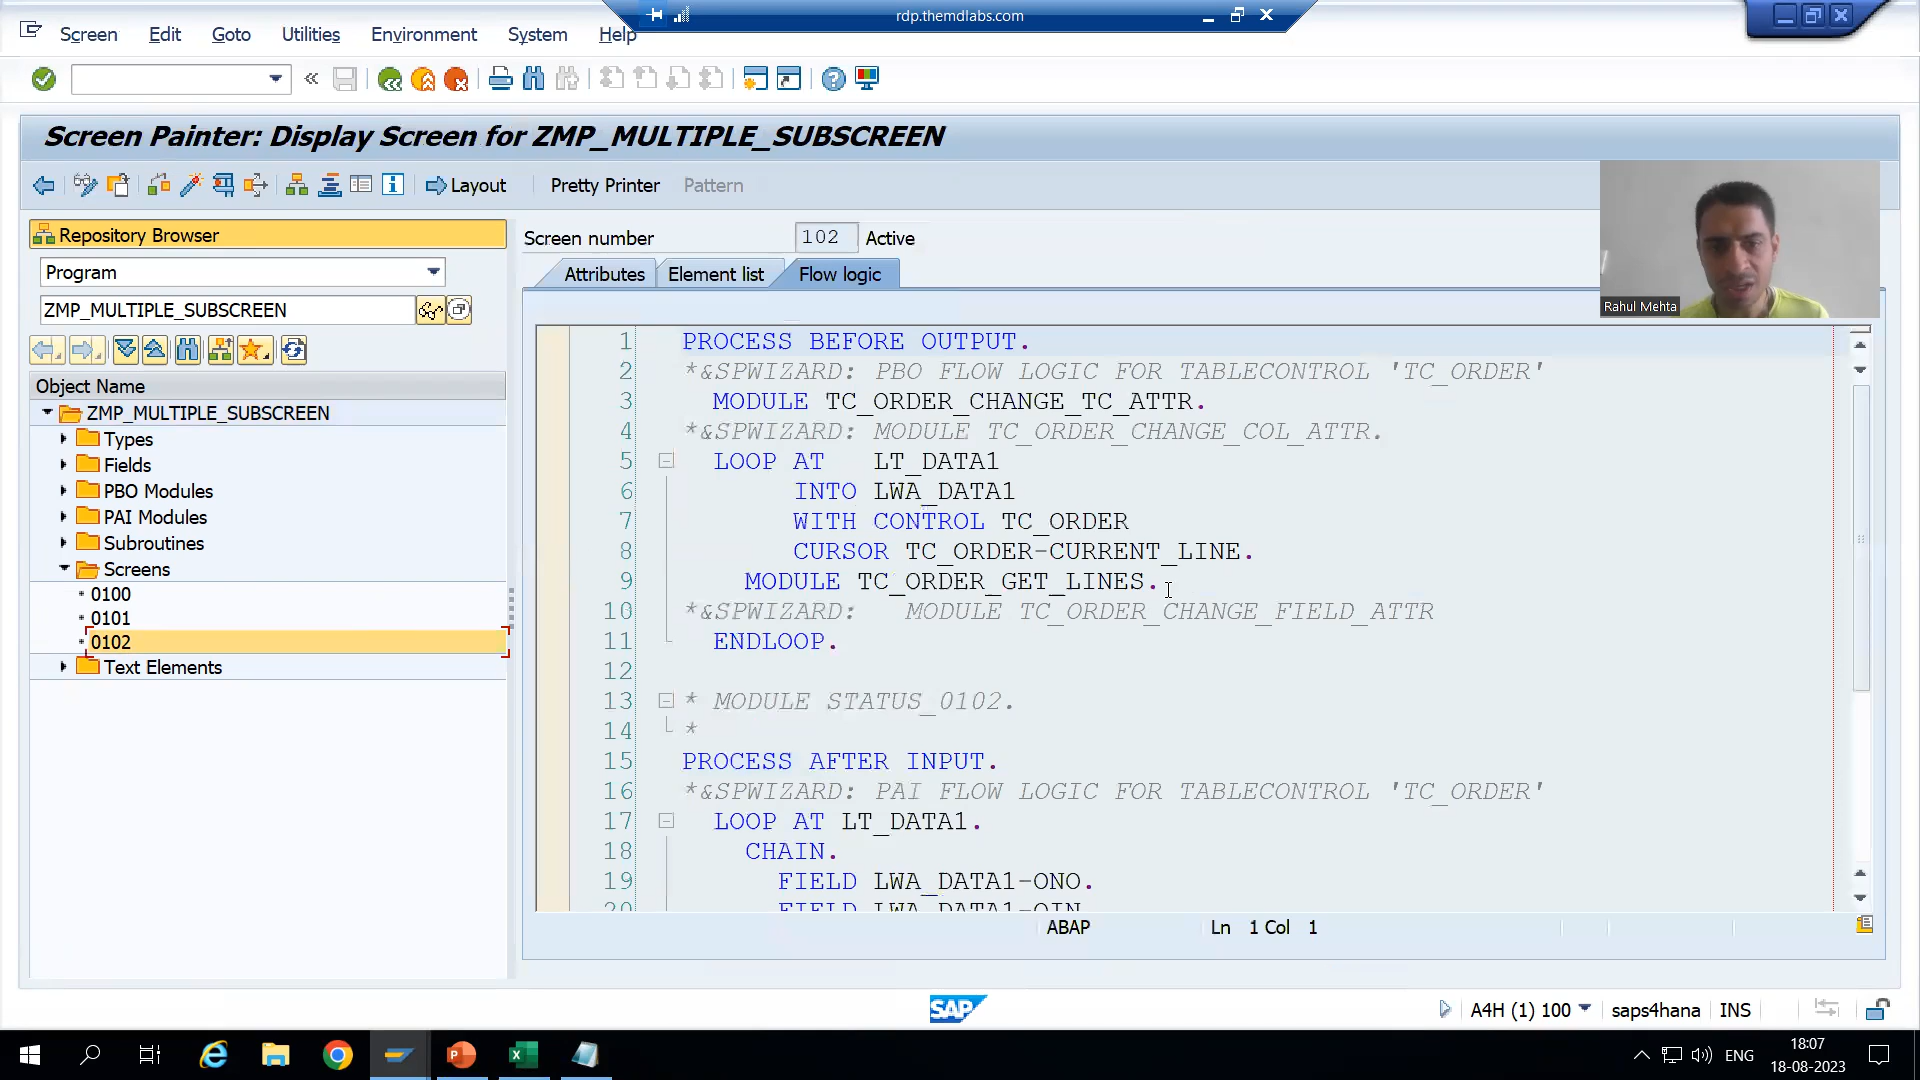 rdp.themdlabs.com
Screen Edit Goto Utilities Environment System Help
Screen Painter: Display Screen for ZMP_MULTIPLE_SUBSCREEN
Layout Pretty Printer Pattern
Rahul Mehta
Repository Browser
Program
ZMP_MULTIPLE_SUBSCREEN
Object Name
ZMP_MULTIPLE_SUBSCREEN
Types
Fields
PBO Modules
PAI Modules
Subroutines
Screens
0100
0101
0102
Text Elements
Screen number 102 Active
Attributes Element list Flow logic
1 PROCESS BEFORE OUTPUT.
2 *&SPWIZARD: PBO FLOW LOGIC FOR TABLECONTROL 'TC_ORDER'
3 MODULE TC_ORDER_CHANGE_TC_ATTR.
4 *&SPWIZARD: MODULE TC_ORDER_CHANGE_COL_ATTR.
5 LOOP AT LT_DATA1
6 INTO LWA_DATA1
7 WITH CONTROL TC_ORDER
8 CURSOR TC_ORDER-CURRENT_LINE.
9 MODULE TC_ORDER_GET_LINES.
10 *&SPWIZARD: MODULE TC_ORDER_CHANGE_FIELD_ATTR
11 ENDLOOP.
12
13 * MODULE STATUS_0102.
14 *
15 PROCESS AFTER INPUT.
16 *&SPWIZARD: PAI FLOW LOGIC FOR TABLECONTROL 'TC_ORDER'
17 LOOP AT LT_DATA1.
18 CHAIN.
19 FIELD LWA_DATA1-ONO.
20 FIELD LWA_DATA1-OIN
ABAP Ln 1 Col 1
SAP
A4H (1) 100 saps4hana INS
ENG
18:07
18-08-2023